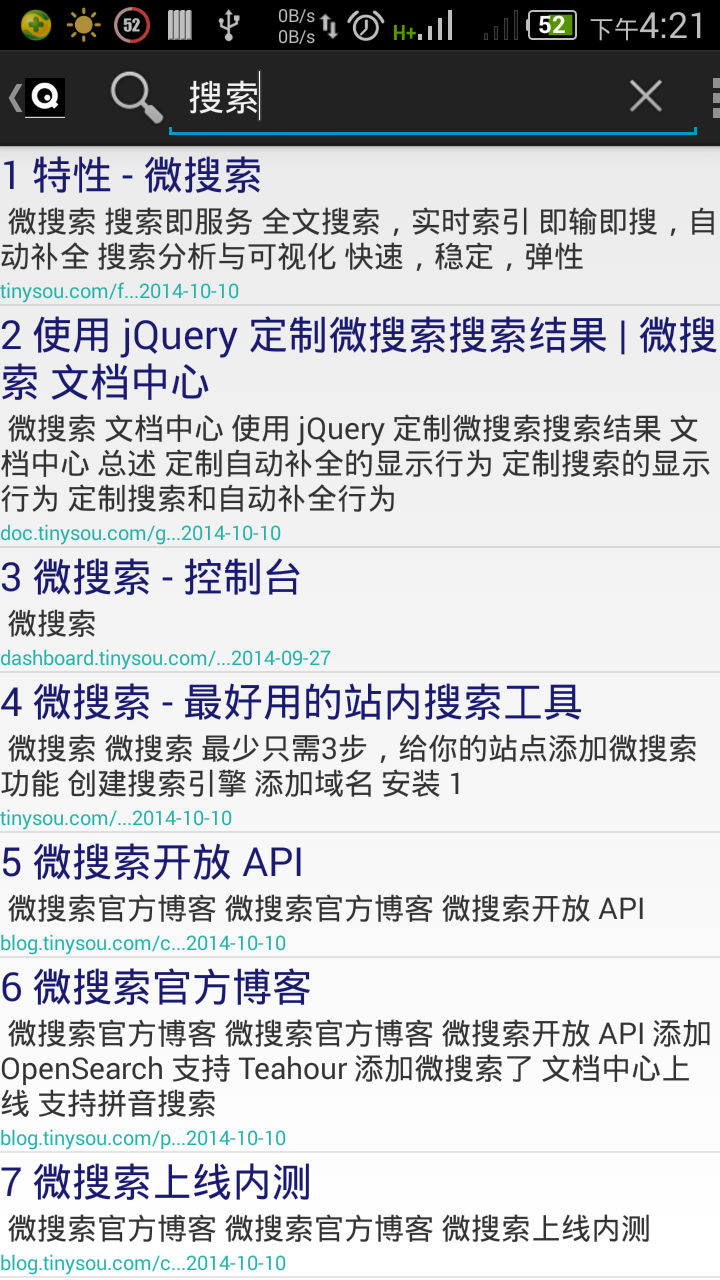 52
0B/s
0B/s
H+
52
下午4:21
搜索
1 特性 - 微搜索
微搜索 搜索即服务 全文搜索，实时索引 即输即搜，自
动补全 搜索分析与可视化 快速，稳定，弹性
tinysou.com/f...2014-10-10
2 使用 jQuery 定制微搜索搜索结果 | 微搜
索 文档中心
微搜索 文档中心 使用 jQuery 定制微搜索搜索结果 文
档中心 总述 定制自动补全的显示行为 定制搜索的显示
行为 定制搜索和自动补全行为
doc.tinysou.com/g...2014-10-10
3 微搜索 - 控制台
微搜索
dashboard.tinysou.com/...2014-09-27
4 微搜索 - 最好用的站内搜索工具
微搜索 微搜索 最少只需3步，给你的站点添加微搜索
功能 创建搜索引擎 添加域名 安装 1
tinysou.com/...2014-10-10
5 微搜索开放 API
微搜索官方博客 微搜索官方博客 微搜索开放 API
blog.tinysou.com/c...2014-10-10
6 微搜索官方博客
微搜索官方博客 微搜索官方博客 微搜索开放 API 添加
OpenSearch 支持 Teahour 添加微搜索了 文档中心上
线 支持拼音搜索
blog.tinysou.com/p...2014-10-10
7 微搜索上线内测
微搜索官方博客 微搜索官方博客 微搜索上线内测
blog.tinysou.com/c...2014-10-10